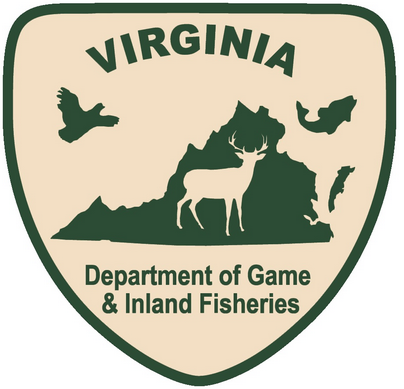 VIRGINIA
Department of Game
& Inland Fisheries